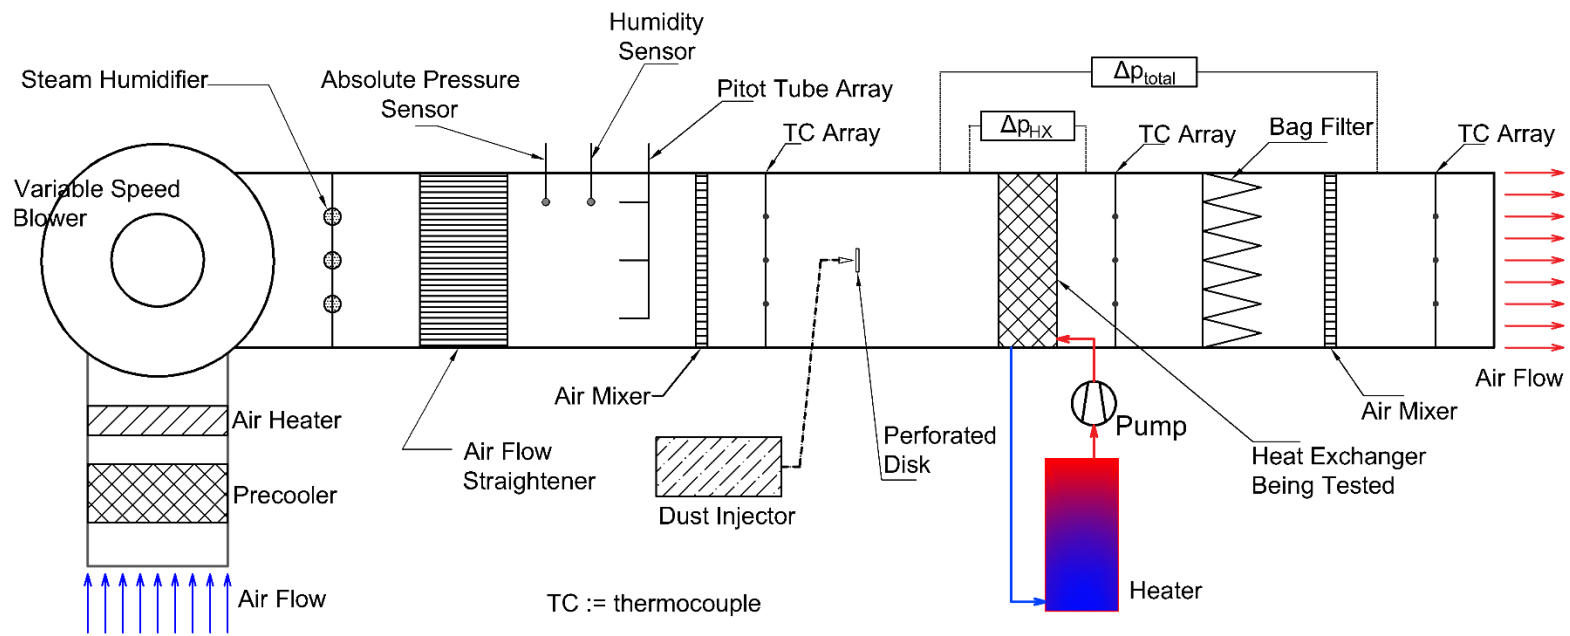 Humidity
Sensor
Steam Humidifier
Absolute Pressure
Sensor
Pitot Tube Array
Δptotal
ΔpHX
TC Array
TC Array
Bag Filter
TC Array
Variable Speed
Blower
Air Heater
Precooler
Air Flow
Air Flow
Straightener
Air Mixer
Dust Injector
Perforated
Disk
Pump
Heater
Heat Exchanger
Being Tested
Air Flow
Air Mixer
TC := thermocouple